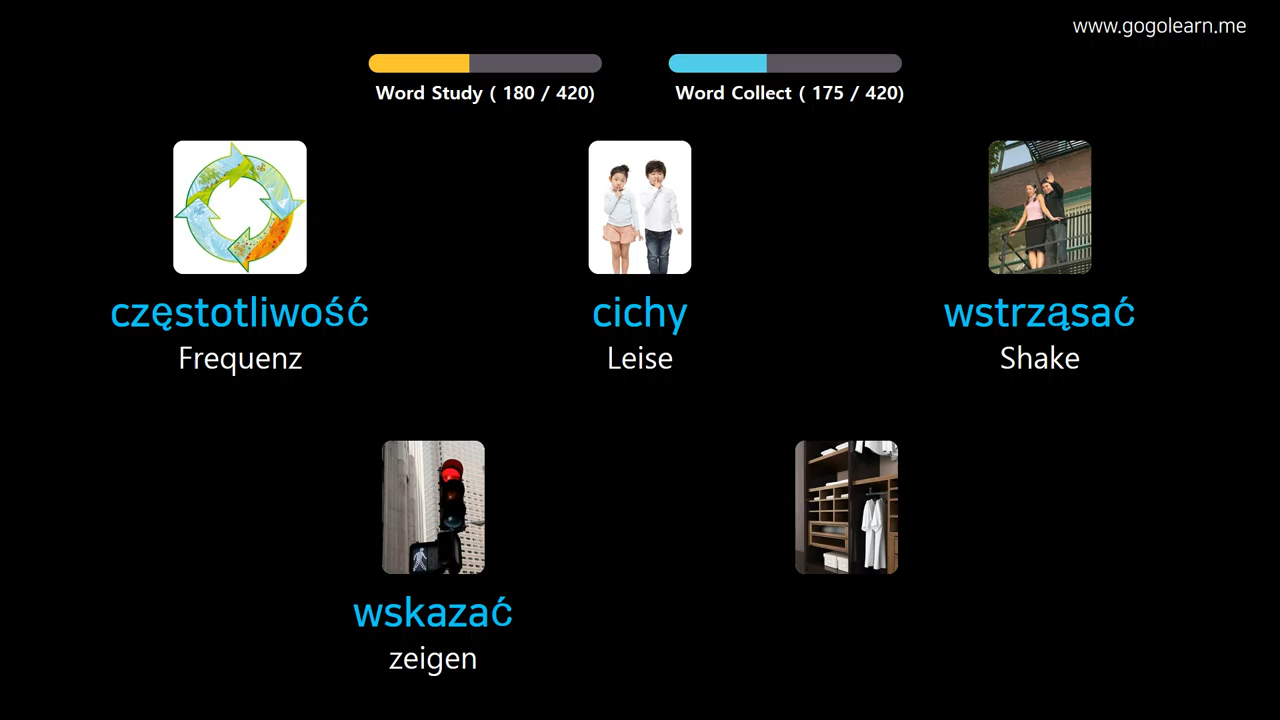 www.gogolearn.me
Word Study ( 180 / 420)
Word Collect ( 175 / 420)
częstotliwość
Frequenz
cichy
Leise
wstrząsać
Shake
wskazać
zeigen